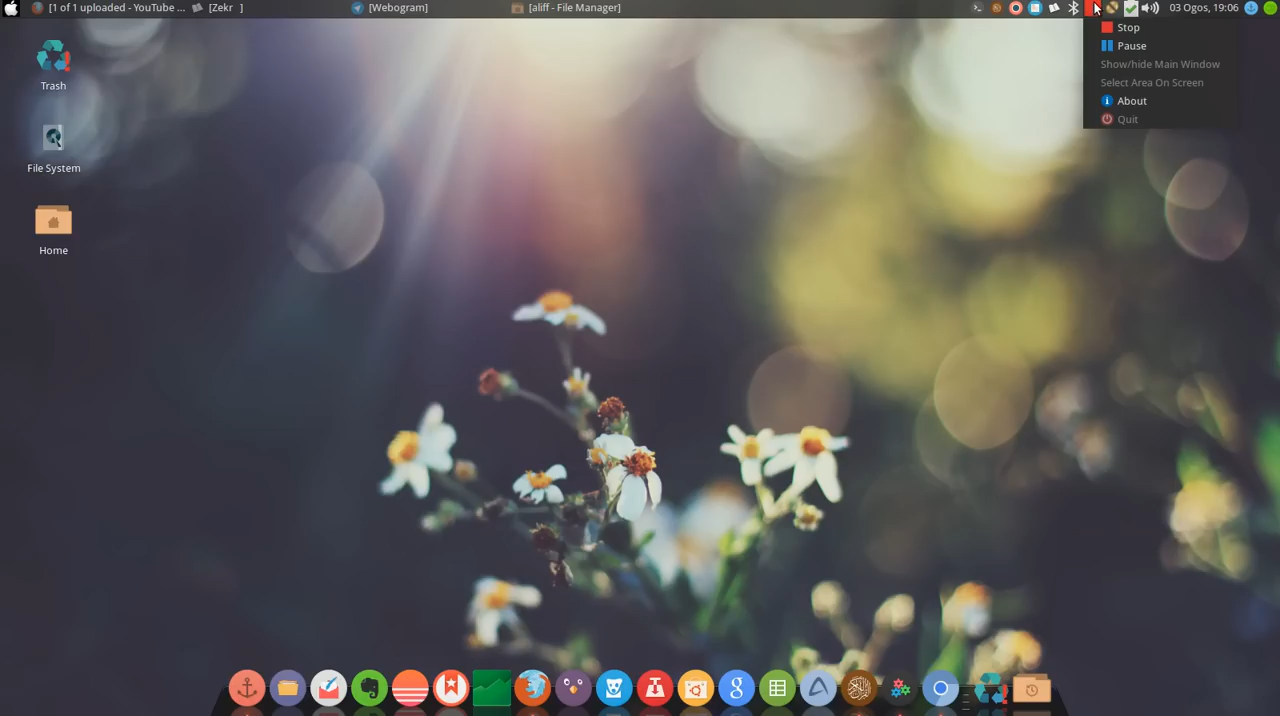 [1 of 1 uploaded - YouTube ...
[Zekr ]
[Webogram]
[aliff - File Manager]
03 Ogos, 19:06
Stop
Pause
Show/hide Main Window
Select Area On Screen
About
Quit
Trash
File System
Home